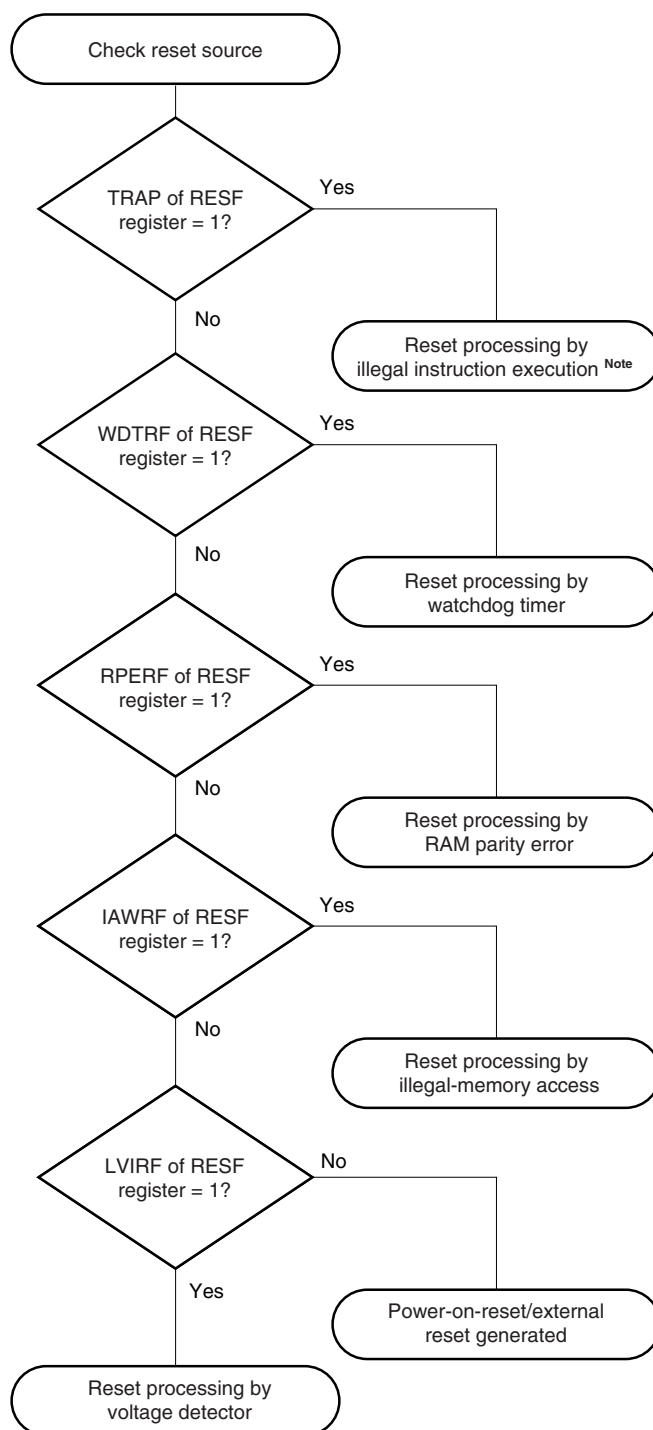 Check reset source
TRAP of RESF
register = 1?
Yes
No
Reset processing by
illegal instruction execution Note
WDTRF of RESF
register = 1?
Yes
No
Reset processing by
watchdog timer
RPERF of RESF
register = 1?
Yes
No
Reset processing by
RAM parity error
IAWRF of RESF
register = 1?
Yes
No
Reset processing by
illegal-memory access
LVIRF of RESF
register = 1?
No
Yes
Power-on-reset/external
reset generated
Reset processing by
voltage detector